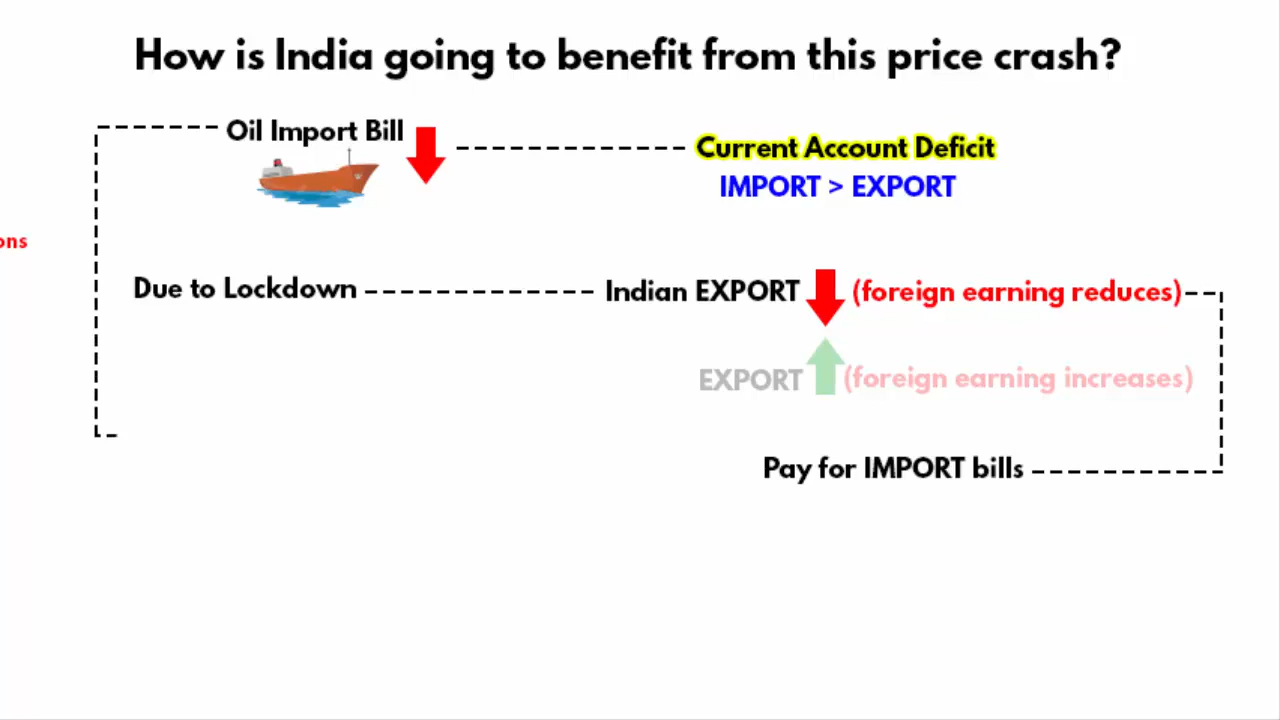 How is India going to benefit from this price crash?
Oil Import Bill
Current Account Deficit
IMPORT > EXPORT
ons
Due to Lockdown
Indian EXPORT
(foreign earning reduces)
EXPORT
(foreign earning increases)
Pay for IMPORT bills